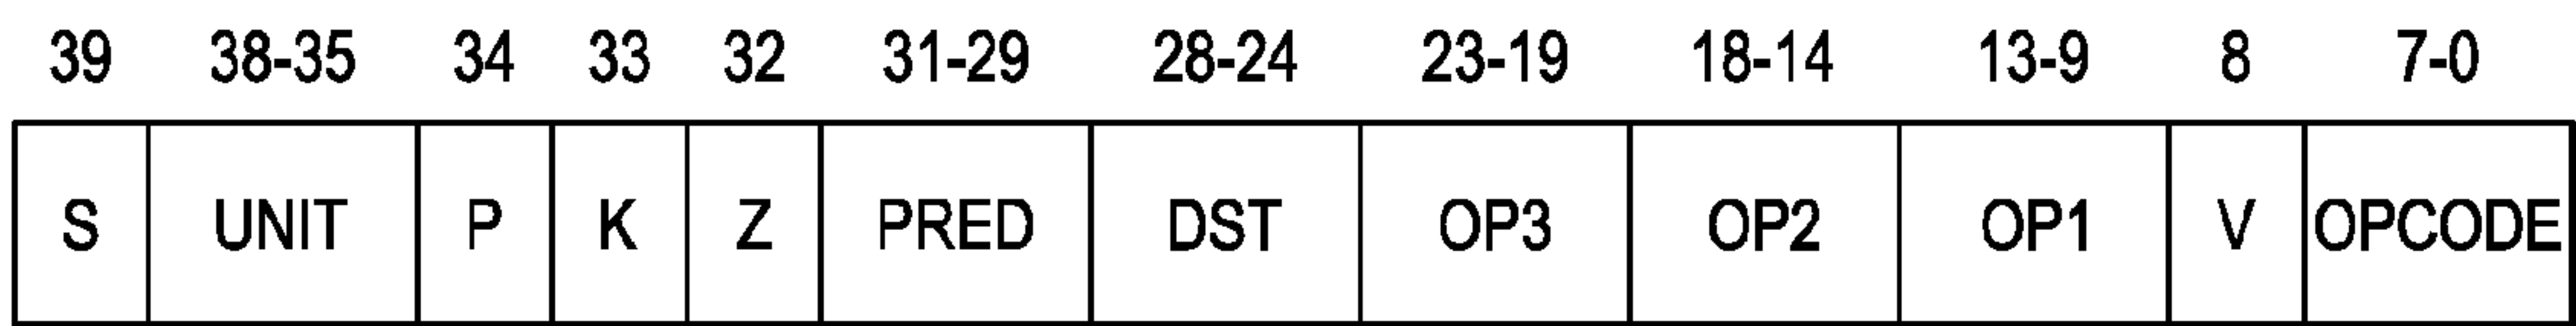 39 38-35 34 33 32 31-29 28-24 23-19 18-14 13-9 8 7-0
S UNIT P K Z PRED DST OP3 OP2 OP1 V OPCODE